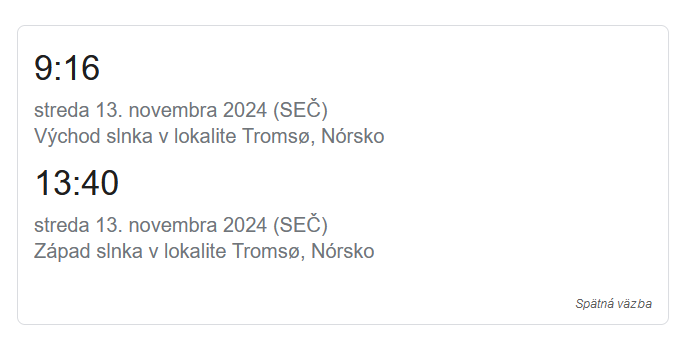 9:16
streda 13. novembra 2024 (SEČ)
Východ slnka v lokalite Tromsø, Nórsko
13:40
streda 13. novembra 2024 (SEČ)
Západ slnka v lokalite Tromsø, Nórsko
Spätná väzba